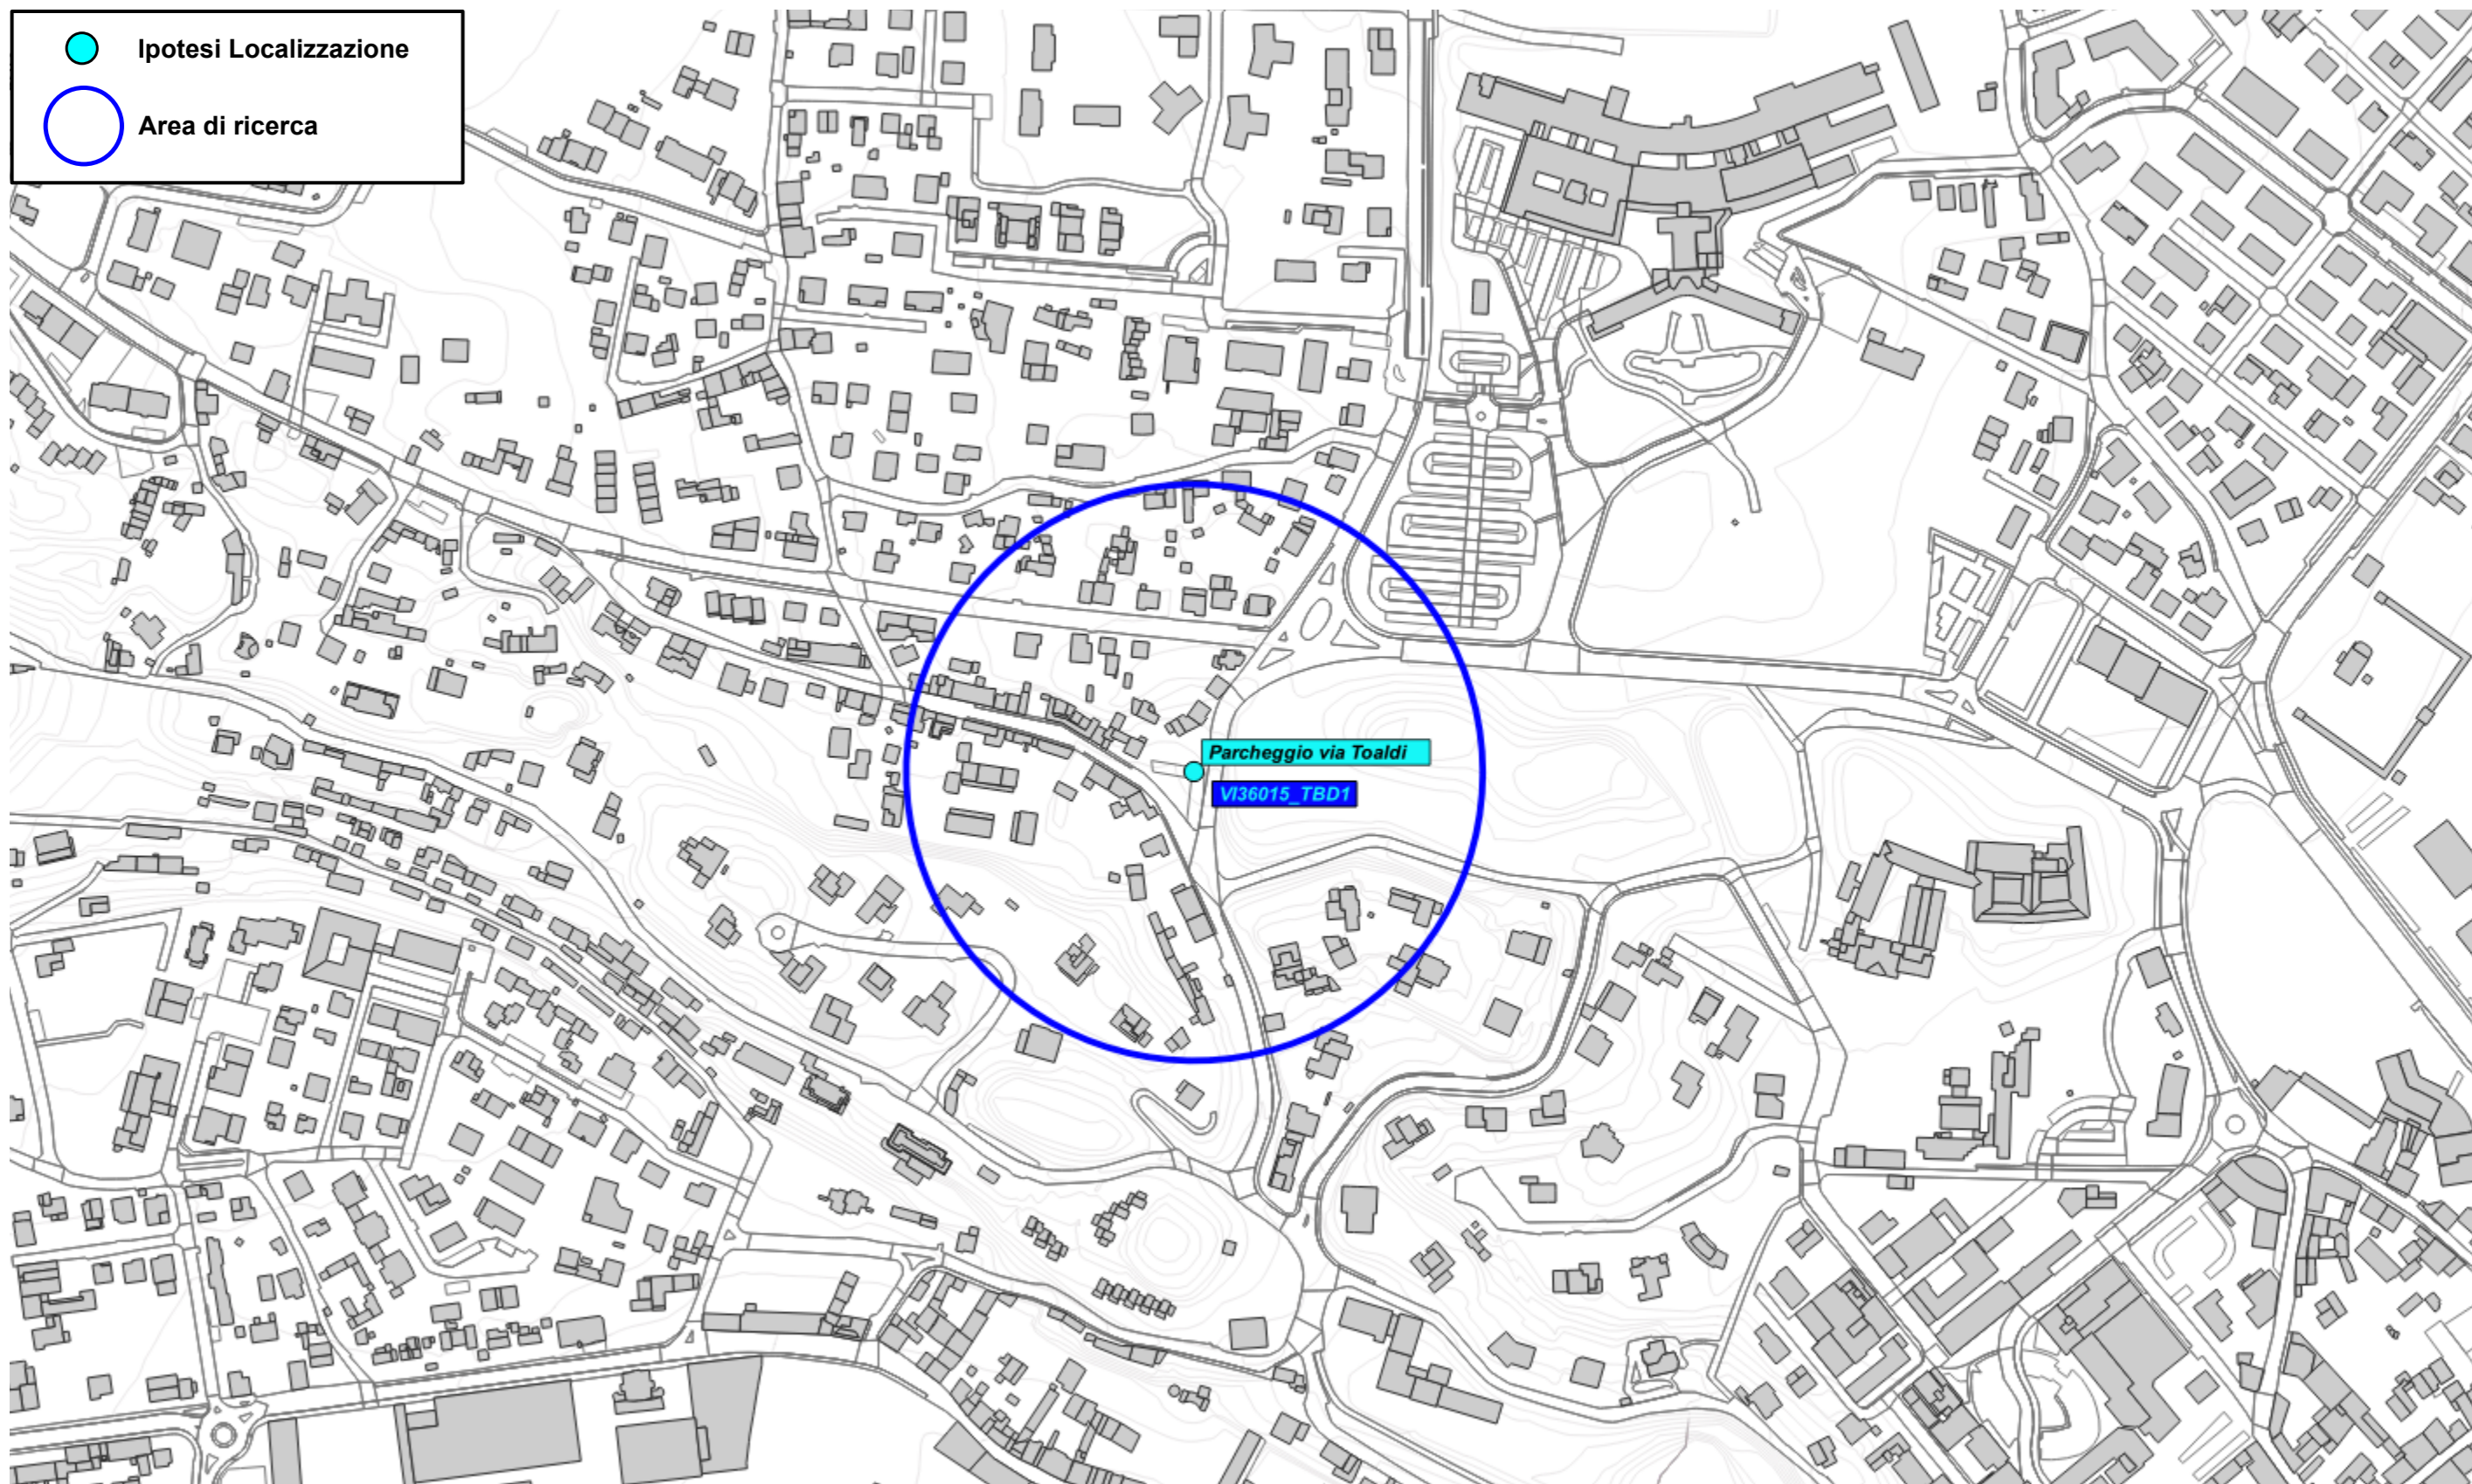 Ipotesi Localizzazione
Area di ricerca
Parcheggio via Toaldi
VI36015_TBD1